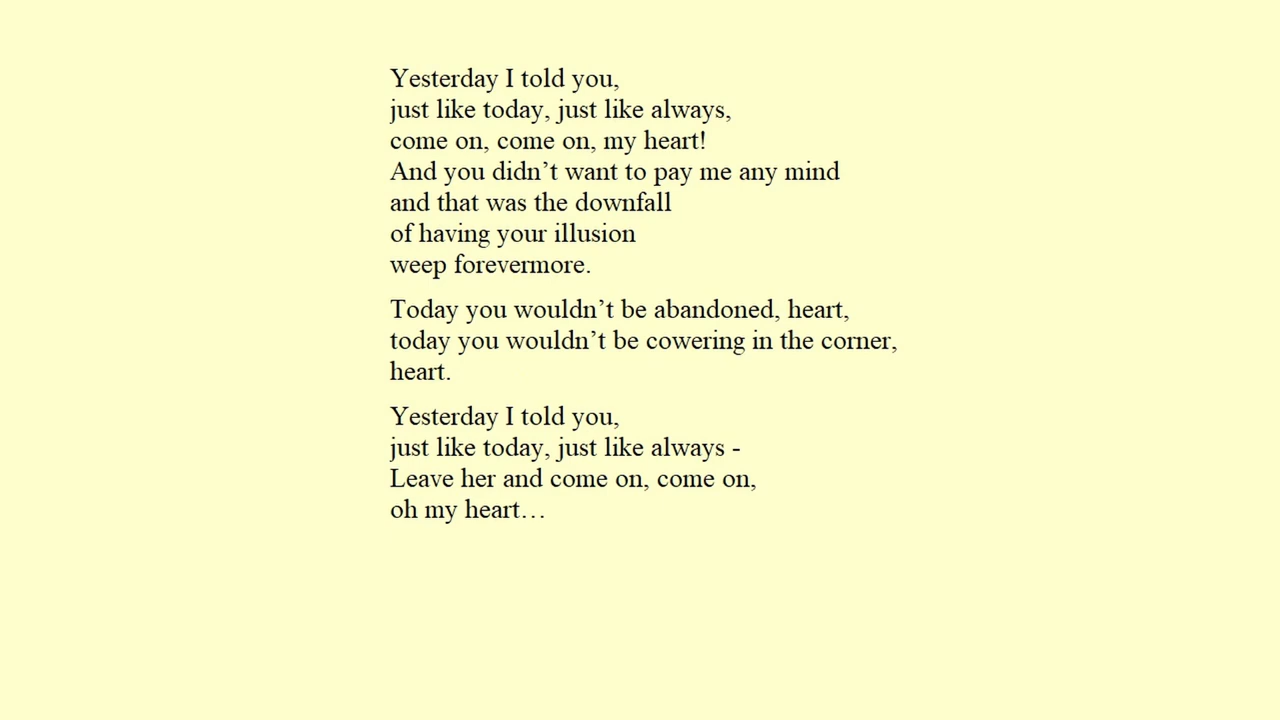 Yesterday I told you,
just like today, just like always,
come on, come on, my heart!
And you didn’t want to pay me any mind
and that was the downfall
of having your illusion
weep forevermore.
Today you wouldn’t be abandoned, heart,
today you wouldn’t be cowering in the corner,
heart.
Yesterday I told you,
just like today, just like always -
Leave her and come on, come on,
oh my heart…